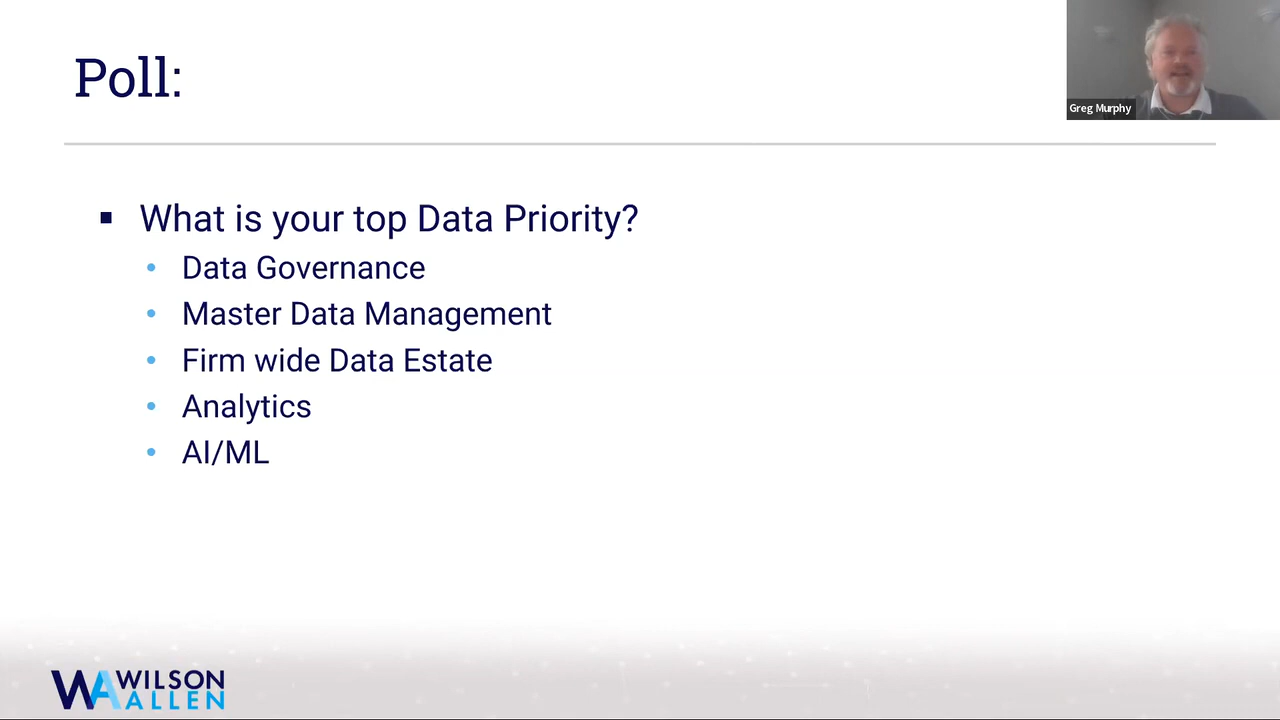 Poll:
Greg Murphy
What is your top Data Priority?
Data Governance
Master Data Management
Firm wide Data Estate
Analytics
AI/ML
WA WILSON
ALLEN